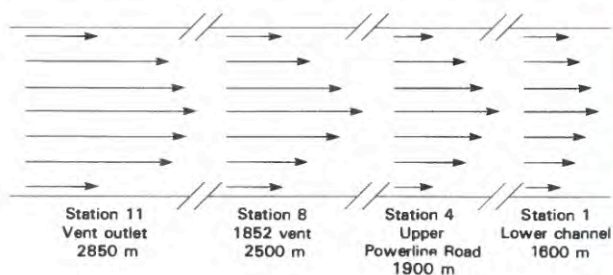 Station 11
Vent outlet
2850 m
Station 8
1852 vent
2500 m
Station 4
Upper
Powerline Road
1900 m
Station 1
Lower channel
1600 m